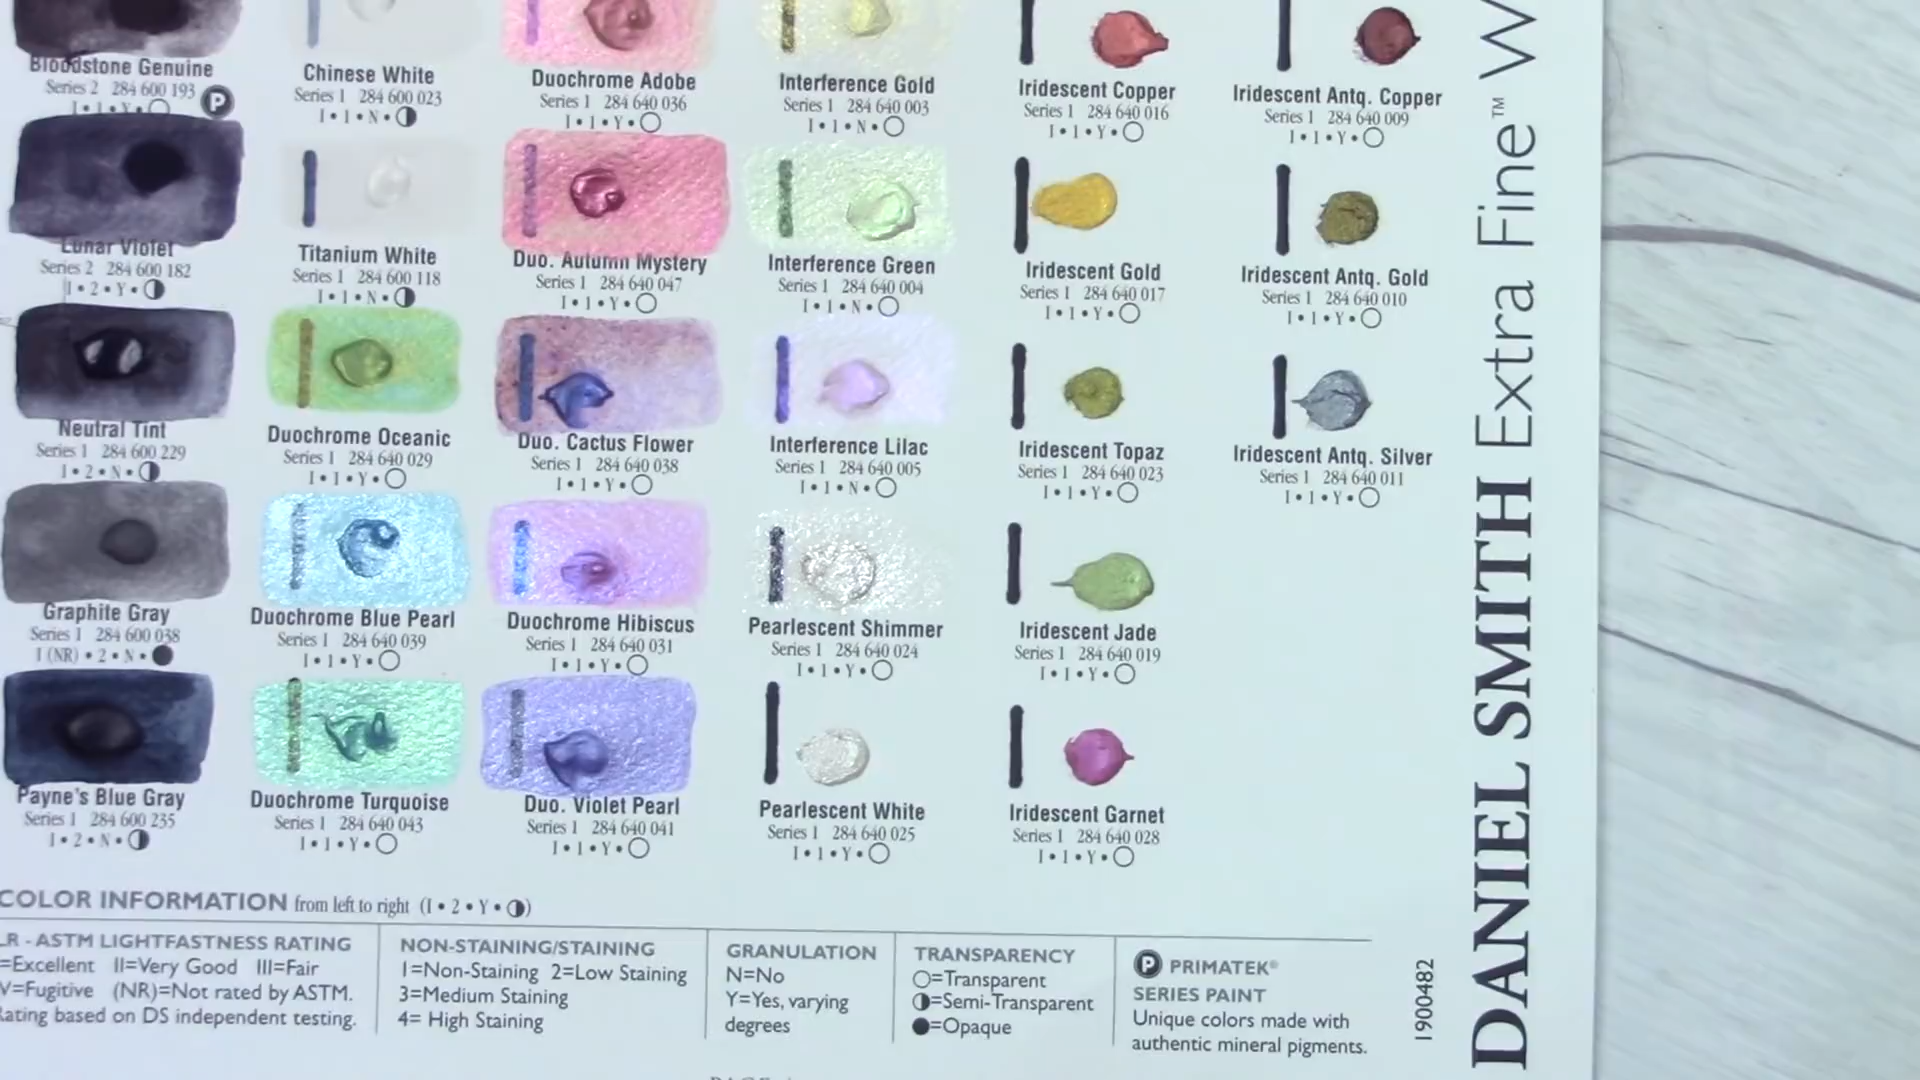 Bloodstone Genuine
Series 2 284 600 193
I • 1 • Y •
P
Chinese White
Series 1 284 600 023
I • 1 • N •
Duochrome Adobe
Series 1 284 640 036
I • 1 • Y •
Interference Gold
Series 1 284 640 003
I • 1 • N •
Iridescent Copper
Series 1 284 640 016
I • 1 • Y •
Iridescent Antq. Copper
Series 1 284 640 009
I • 1 • Y •
Lunar Violet
Series 2 284 600 182
I • 2 • Y •
Titanium White
Series 1 284 600 118
I • 1 • N •
Duo. Autumn Mystery
Series 1 284 640 047
I • 1 • Y •
Interference Green
Series 1 284 640 004
I • 1 • N •
Iridescent Gold
Series 1 284 640 017
I • 1 • Y •
Iridescent Antq. Gold
Series 1 284 640 010
I • 1 • Y •
Neutral Tint
Series 1 284 600 229
I • 2 • N •
Duochrome Oceanic
Series 1 284 640 029
I • 1 • Y •
Duo. Cactus Flower
Series 1 284 640 038
I • 1 • Y •
Interference Lilac
Series 1 284 640 005
I • 1 • N •
Iridescent Topaz
Series 1 284 640 023
I • 1 • Y •
Iridescent Antq. Silver
Series 1 284 640 011
I • 1 • Y •
Graphite Gray
Series 1 284 600 038
I (NR) • 2 • N •
Duochrome Blue Pearl
Series 1 284 640 039
I • 1 • Y •
Duochrome Hibiscus
Series 1 284 640 031
I • 1 • Y •
Pearlescent Shimmer
Series 1 284 640 024
I • 1 • Y •
Iridescent Jade
Series 1 284 640 019
I • 1 • Y •
Payne's Blue Gray
Series 1 284 600 235
I • 2 • N •
Duochrome Turquoise
Series 1 284 640 043
I • 1 • Y •
Duo. Violet Pearl
Series 1 284 640 041
I • 1 • Y •
Pearlescent White
Series 1 284 640 025
I • 1 • Y •
Iridescent Garnet
Series 1 284 640 028
I • 1 • Y •
COLOR INFORMATION from left to right (I • 2 • Y • ◑)
LR - ASTM LIGHTFASTNESS RATING
=Excellent II=Very Good III=Fair
V=Fugitive (NR)=Not rated by ASTM.
Rating based on DS independent testing.
NON-STAINING/STAINING
1=Non-Staining 2=Low Staining
3=Medium Staining
4= High Staining
GRANULATION
N=No
Y=Yes, varying
degrees
TRANSPARENCY
○=Transparent
◑=Semi-Transparent
●=Opaque
P PRIMATEK®
SERIES PAINT
Unique colors made with
authentic mineral pigments.
1900482
DANIEL SMITH Extra Fine™ W